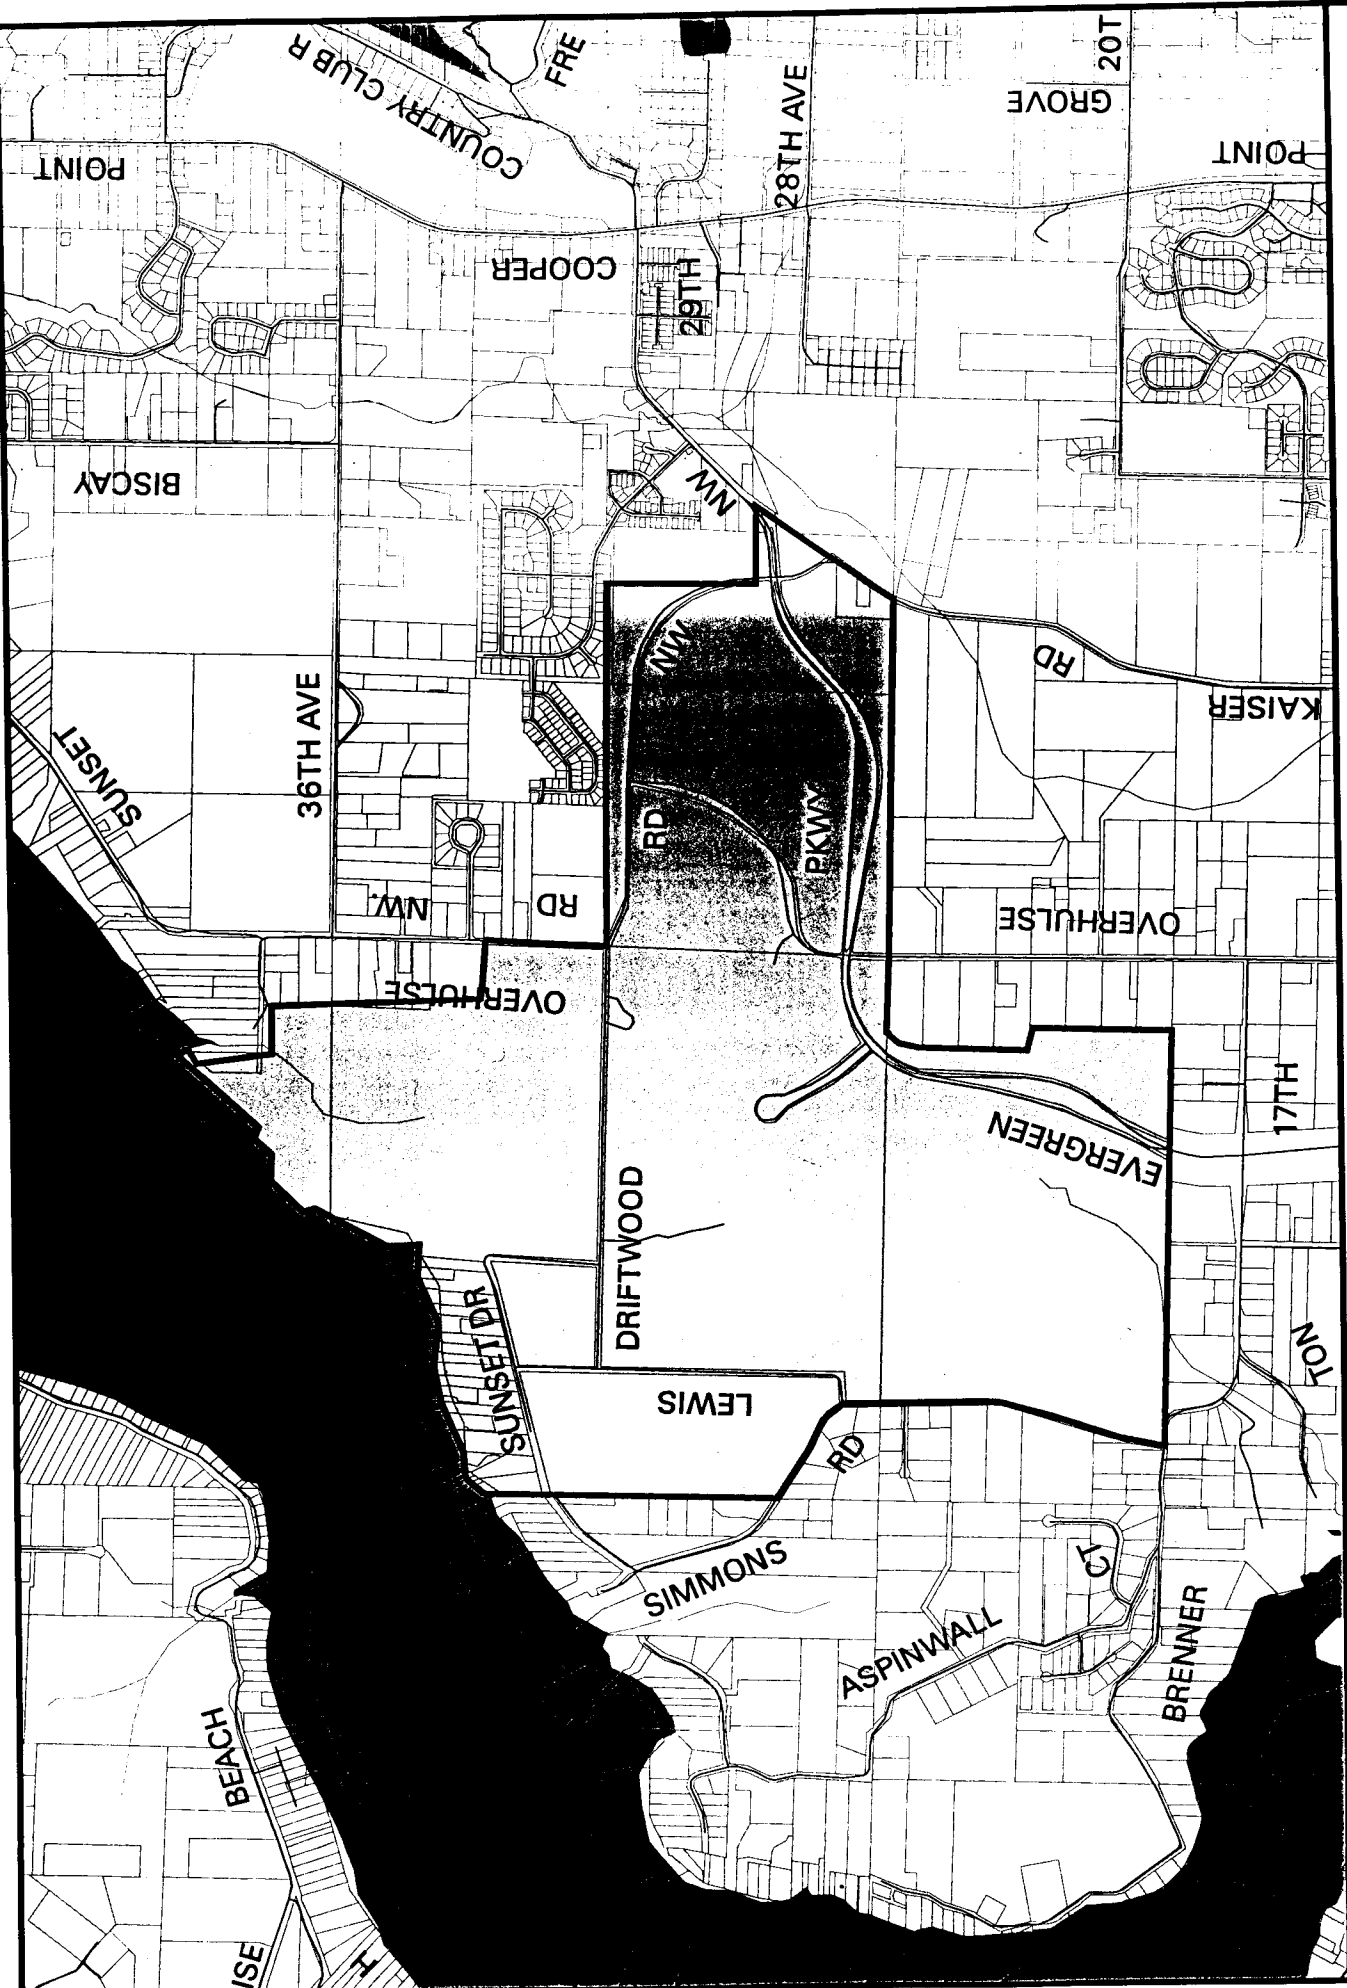 COUNTRY CLUB R
FRE
20T
GROVE
28TH AVE
POINT
POINT
COOPER
29TH
BISCAY
NW
NW
RD
KAISER
36TH AVE
SUNSET
RD
PKWY
NW.
RD
OVERHULSE
OVERHULSE
17TH
EVERGREEN
DRIFTWOOD
SUNSET DR
LEWIS
TON
RD
SIMMONS
CT
ASPINWALL
BRENNER
BEACH
ISE
H